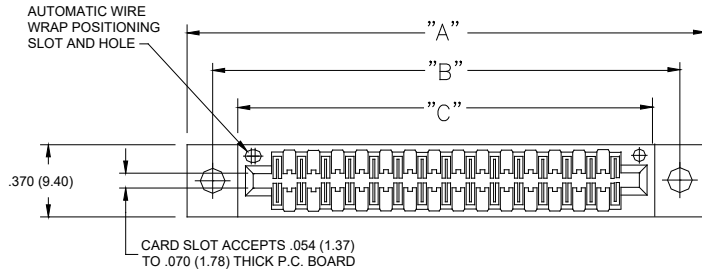 AUTOMATIC WIRE
WRAP POSITIONING
SLOT AND HOLE
"A"
"B"
"C"
.370 (9.40)
CARD SLOT ACCEPTS .054 (1.37)
TO .070 (1.78) THICK P.C. BOARD